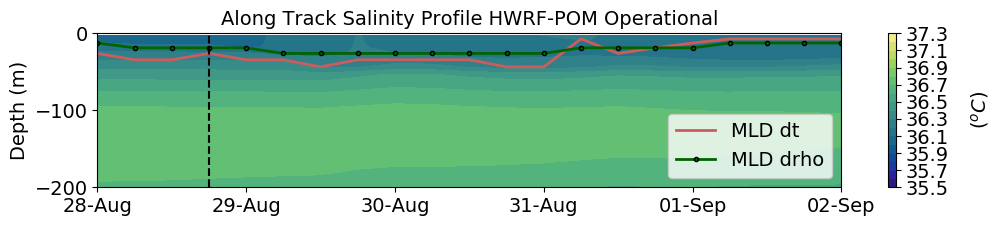 Along Track Salinity Profile HWRF-POM Operational
Depth (m)
0
−100
−200
28-Aug
29-Aug
30-Aug
31-Aug
01-Sep
02-Sep
MLD dt
MLD drho
37.3
37.1
36.9
36.7
36.5
36.3
36.1
35.9
35.7
35.5
(°C)